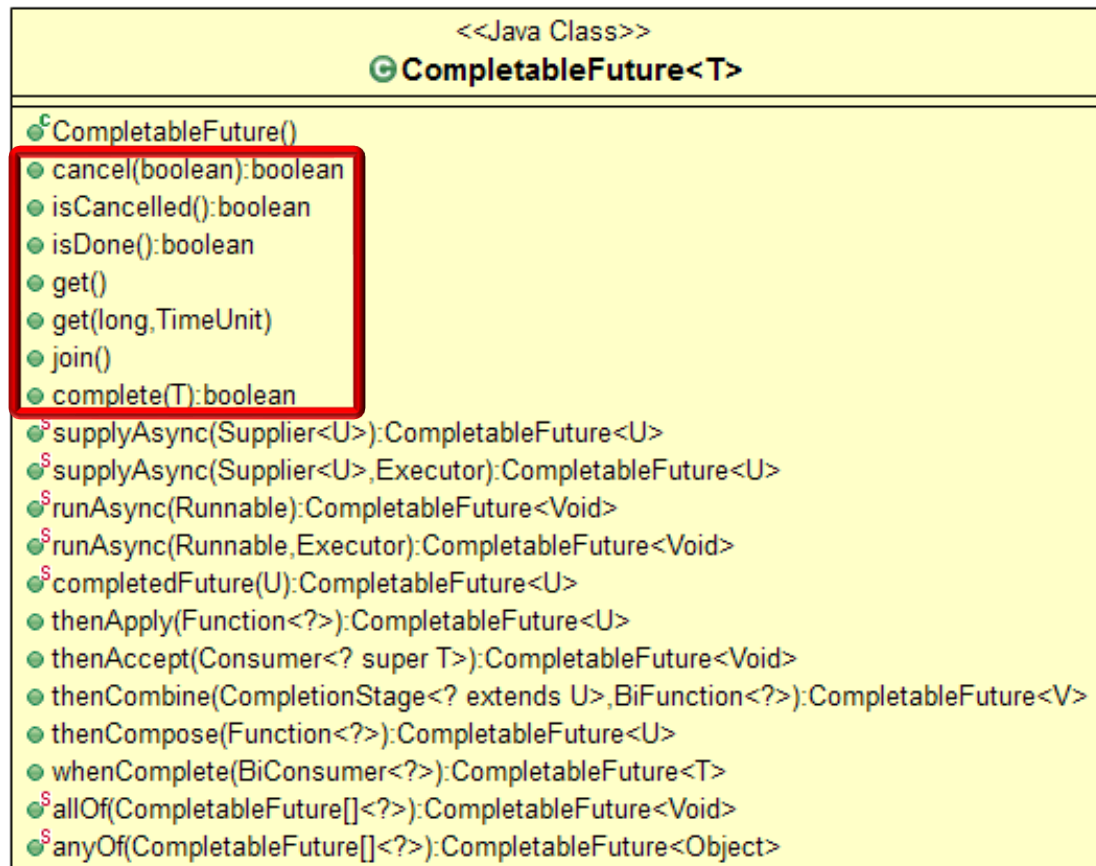 <<Java Class>>
CompletableFuture<T>
CompletableFuture()
cancel(boolean):boolean
isCancelled():boolean
isDone():boolean
get()
get(long,TimeUnit)
join()
complete(T):boolean
supplyAsync(Supplier<U>):CompletableFuture<U>
supplyAsync(Supplier<U>,Executor):CompletableFuture<U>
runAsync(Runnable):CompletableFuture<Void>
runAsync(Runnable,Executor):CompletableFuture<Void>
completedFuture(U):CompletableFuture<U>
thenApply(Function<?>):CompletableFuture<U>
thenAccept(Consumer<? super T>):CompletableFuture<Void>
thenCombine(CompletionStage<? extends U>,BiFunction<?>):CompletableFuture<V>
thenCompose(Function<?>):CompletableFuture<U>
whenComplete(BiConsumer<?>):CompletableFuture<T>
allOf(CompletableFuture[]<?>):CompletableFuture<Void>
anyOf(CompletableFuture[]<?>):CompletableFuture<Object>